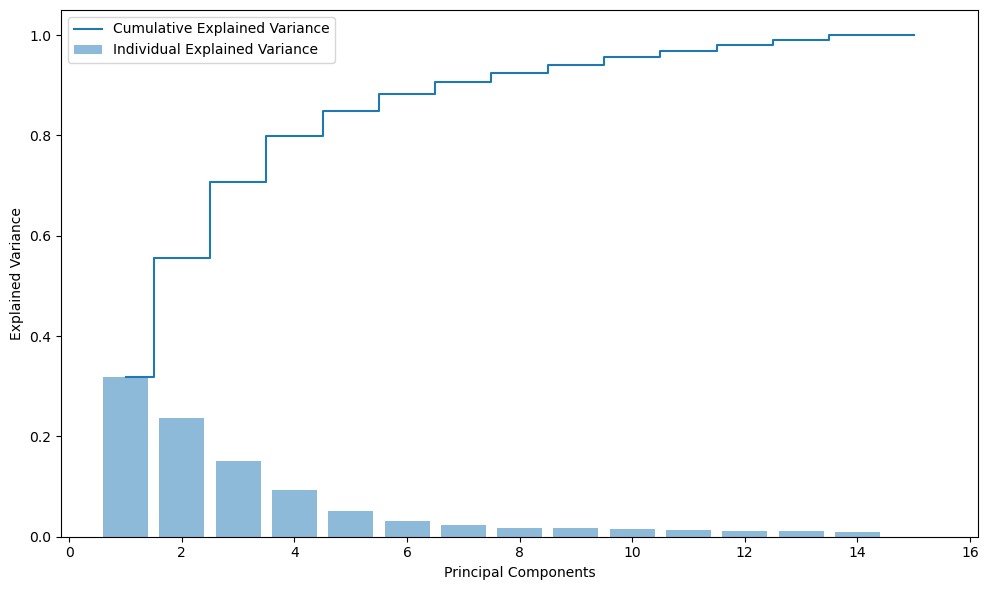 Cumulative Explained Variance
Individual Explained Variance
Explained Variance
1.0
0.8
0.6
0.4
0.2
0.0
0 2 4 6 8 10 12 14 16
Principal Components